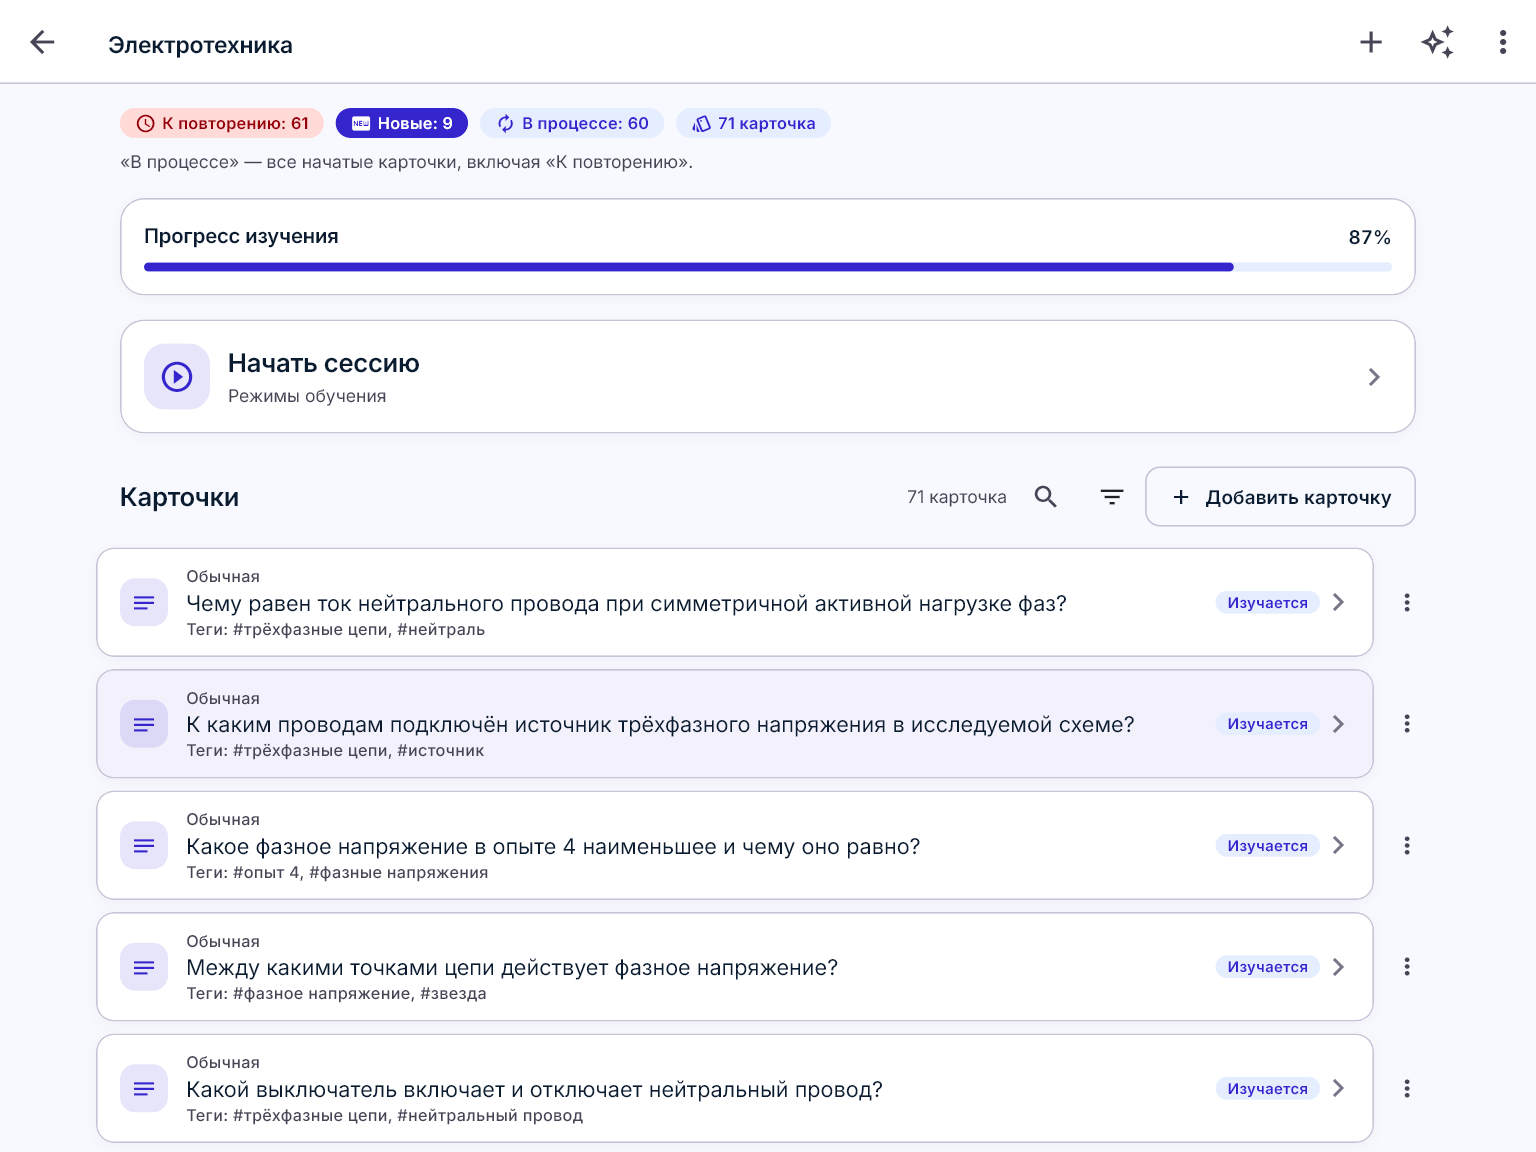 Электротехника
К повторению: 61
NEW Новые: 9
В процессе: 60
71 карточка
«В процессе» — все начатые карточки, включая «К повторению».
Прогресс изучения
87%
Начать сессию
Режимы обучения
Карточки
71 карточка
+ Добавить карточку
Обычная
Чему равен ток нейтрального провода при симметричной активной нагрузке фаз?
Теги: #трёхфазные цепи, #нейтраль
Изучается
Обычная
К каким проводам подключён источник трёхфазного напряжения в исследуемой схеме?
Теги: #трёхфазные цепи, #источник
Изучается
Обычная
Какое фазное напряжение в опыте 4 наименьшее и чему оно равно?
Теги: #опыт 4, #фазные напряжения
Изучается
Обычная
Между какими точками цепи действует фазное напряжение?
Теги: #фазное напряжение, #звезда
Изучается
Обычная
Какой выключатель включает и отключает нейтральный провод?
Теги: #трёхфазные цепи, #нейтральный провод
Изучается